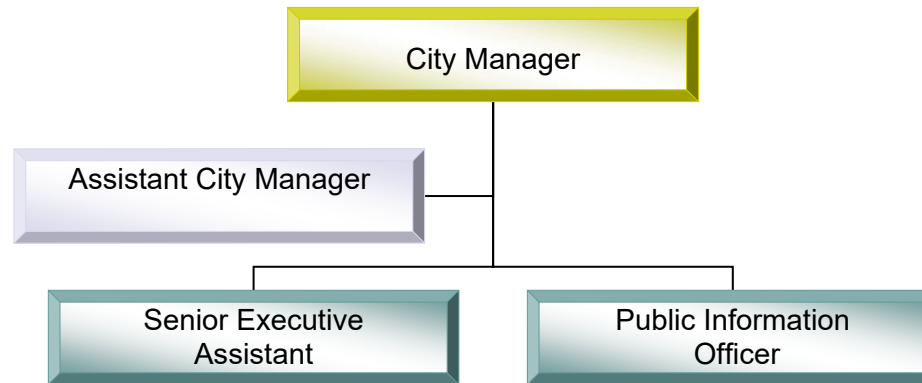 City Manager
Assistant City Manager
Senior Executive
Assistant
Public Information
Officer